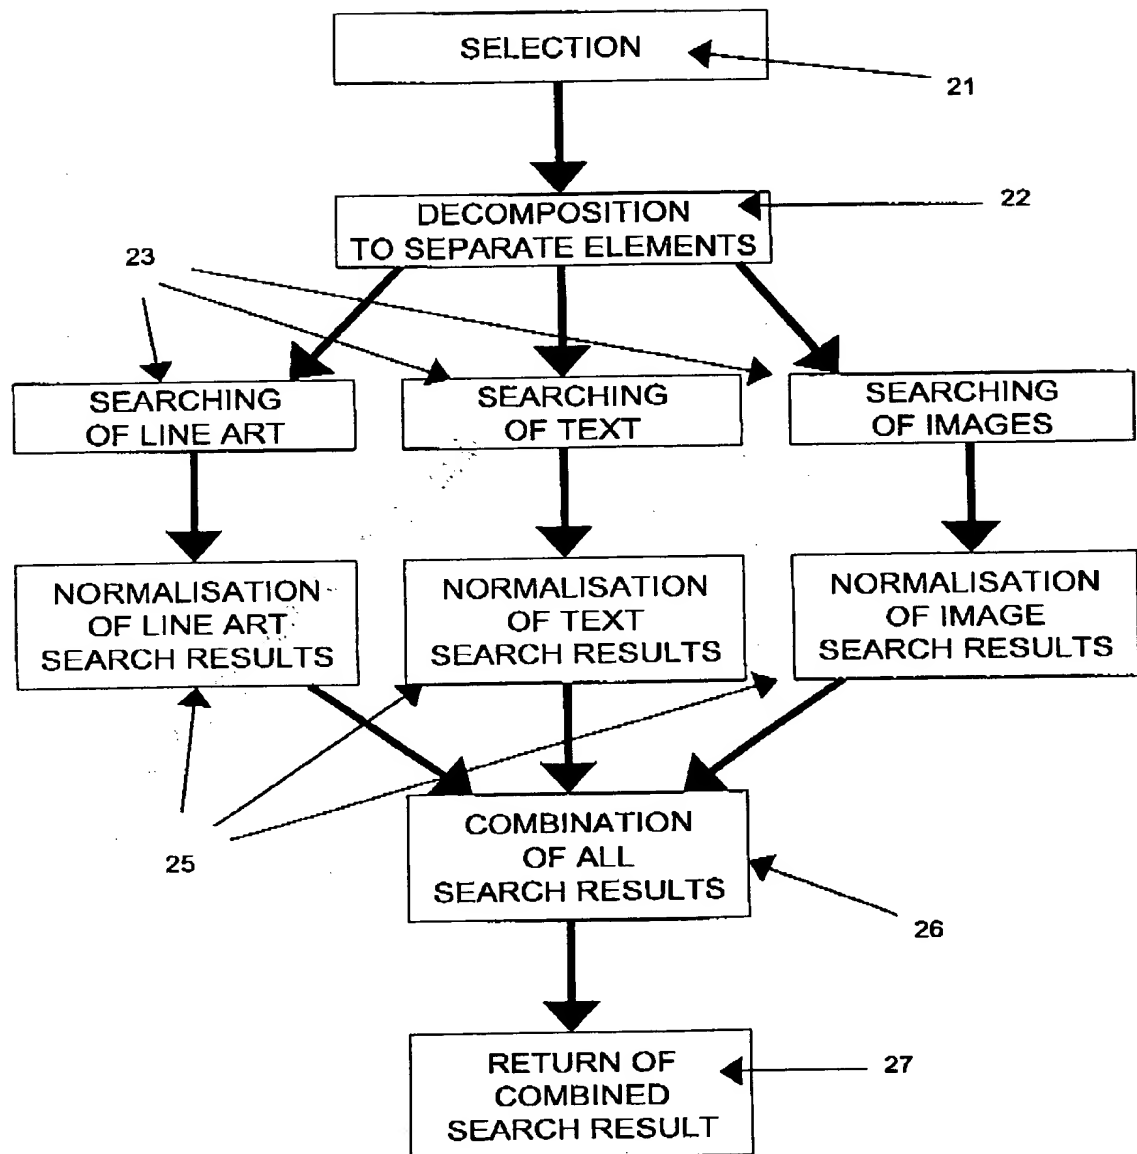 SELECTION
21
DECOMPOSITION
TO SEPARATE ELEMENTS
22
23
SEARCHING
OF LINE ART
SEARCHING
OF TEXT
SEARCHING
OF IMAGES
NORMALISATION
OF LINE ART
SEARCH RESULTS
NORMALISATION
OF TEXT
SEARCH RESULTS
NORMALISATION
OF IMAGE
SEARCH RESULTS
25
COMBINATION
OF ALL
SEARCH RESULTS
26
RETURN OF
COMBINED
SEARCH RESULT
27